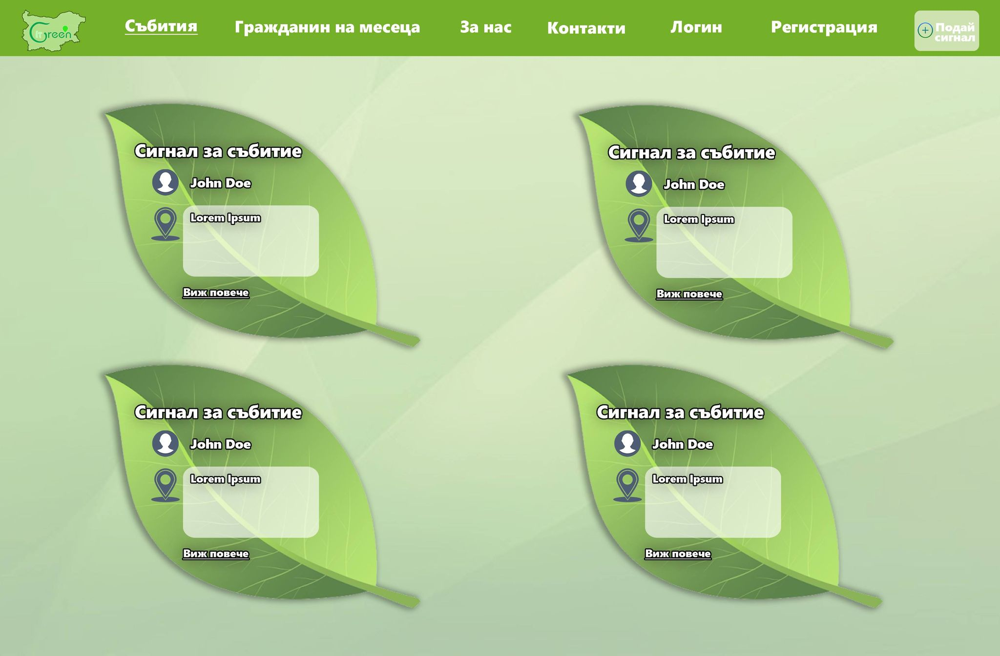 ITGreen
Събития
Гражданин на месеца
За нас
Контакти
Логин
Регистрация
Подай
сигнал
Сигнал за събитие
John Doe
Lorem Ipsum
Виж повече
Сигнал за събитие
John Doe
Lorem Ipsum
Виж повече
Сигнал за събитие
John Doe
Lorem Ipsum
Виж повече
Сигнал за събитие
John Doe
Lorem Ipsum
Виж повече